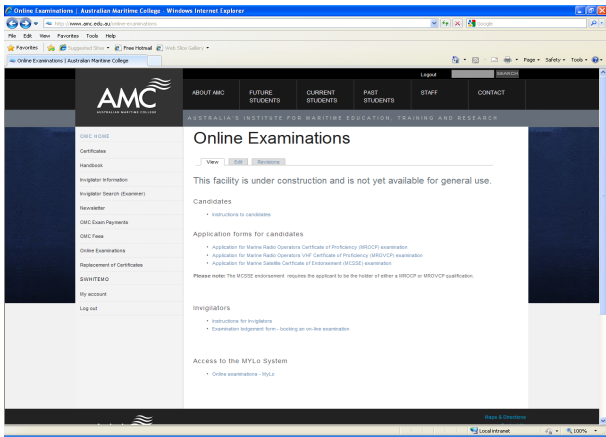 Online Examinations | Australian Maritime College - Windows Internet Explorer
http://www.amc.edu.au/online-examinations
Google
File Edit View Favorites Tools Help
Favorites Suggested Sites Free Hotmail Web Slice Gallery
Online Examinations | Australian Maritime College
Page Safety Tools
Logout SEARCH
AMC
AUSTRALIAN MARITIME COLLEGE
ABOUT AMC FUTURE STUDENTS CURRENT STUDENTS PAST STUDENTS STAFF CONTACT
AUSTRALIA'S INSTITUTE FOR MARITIME EDUCATION, TRAINING AND RESEARCH
OMC HOME
Certificates
Handbook
Invigilator Information
Invigilator Search (Examiner)
Newsletter
OMC Exam Payments
OMC Fees
Online Examinations
Replacement of Certificates
SWHITEMO
My account
Log out
Online Examinations
View Edit Revisions
This facility is under construction and is not yet available for general use.
Candidates
Instructions to candidates
Application forms for candidates
Application for Marine Radio Operators Certificate of Proficiency (MROCP) examination
Application for Marine Radio Operators VHF Certificate of Proficiency (MROVCP) examination
Application for Marine Satellite Certificate of Endorsement (MCSSE) examination
Please note: The MCSSE endorsement requires the applicant to be the holder of either a MROCP or MROVCP qualification.
Invigilators
Instructions for Invigilators
Examination lodgement form - booking an on-line examination
Access to the MYLo System
Online examinations - MyLo
Maps & Directions
Local intranet
100%